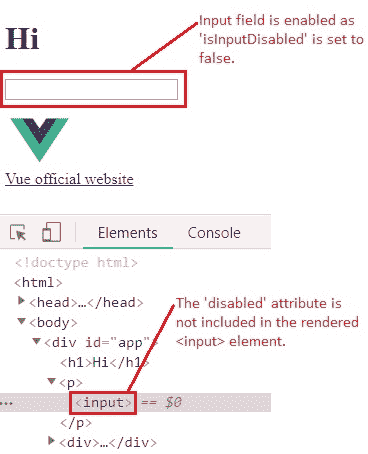 Hi
Input field is enabled as
'isInputDisabled' is set to
false.
Vue official website
Elements Console
<!doctype html>
<html>
<head>…</head>
<body>
<div id="app">
<h1>Hi</h1>
<p>
… <input> == $0
</p>
<div>…</div>
The 'disabled' attribute is
not included in the rendered
<input> element.